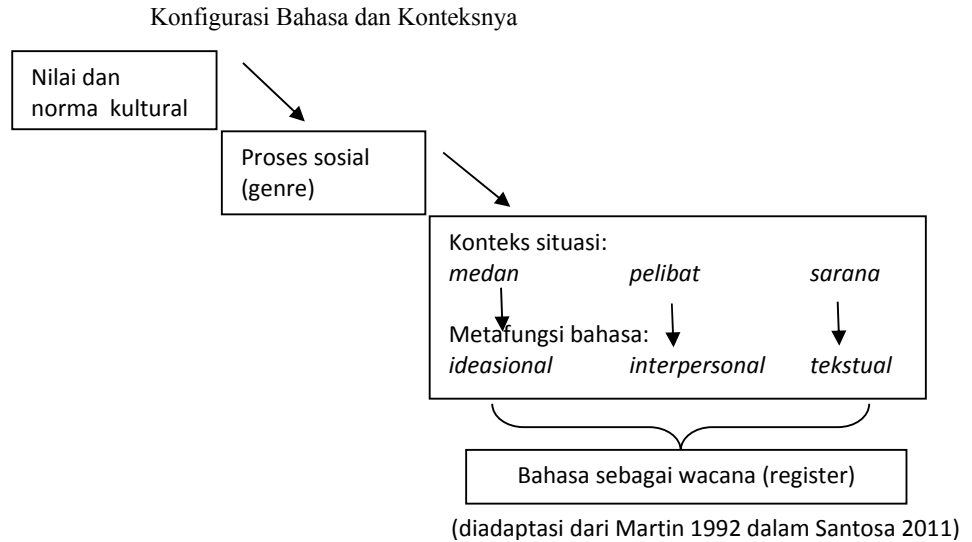 Konfigurasi Bahasa dan Konteksnya
Nilai dan
norma kultural
Proses sosial
(genre)
Konteks situasi:
medan pelibat sarana
Metafungsi bahasa:
ideasional interpersonal tekstual
Bahasa sebagai wacana (register)
(diadaptasi dari Martin 1992 dalam Santosa 2011)